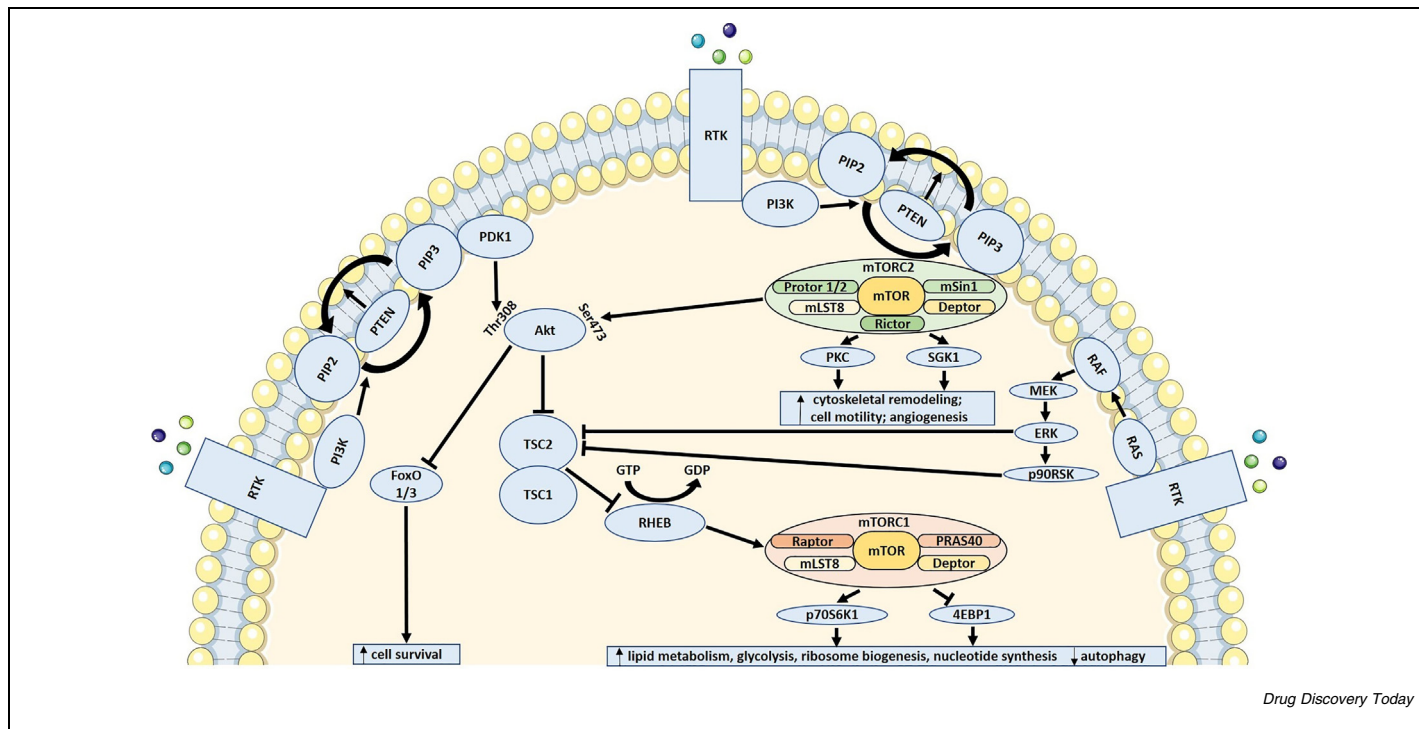 RTK
PIP2
PI3K
PTEN
PIP3
PDK1
PIP3
mTORC2
Protor 1/2
mTOR
mSin1
mLST8
Deptor
Rictor
PTEN
Thr308
Akt
Ser473
PIP2
PKC
SGK1
RAF
MEK
cytoskeletal remodeling;
cell motility; angiogenesis
TSC2
ERK
RAS
PI3K
p90RSK
RTK
FoxO
1/3
GTP
GDP
TSC1
RTK
RHEB
mTORC1
Raptor
mTOR
PRAS40
mLST8
Deptor
p70S6K1
4EBP1
cell survival
lipid metabolism, glycolysis, ribosome biogenesis, nucleotide synthesis autophagy
Drug Discovery Today